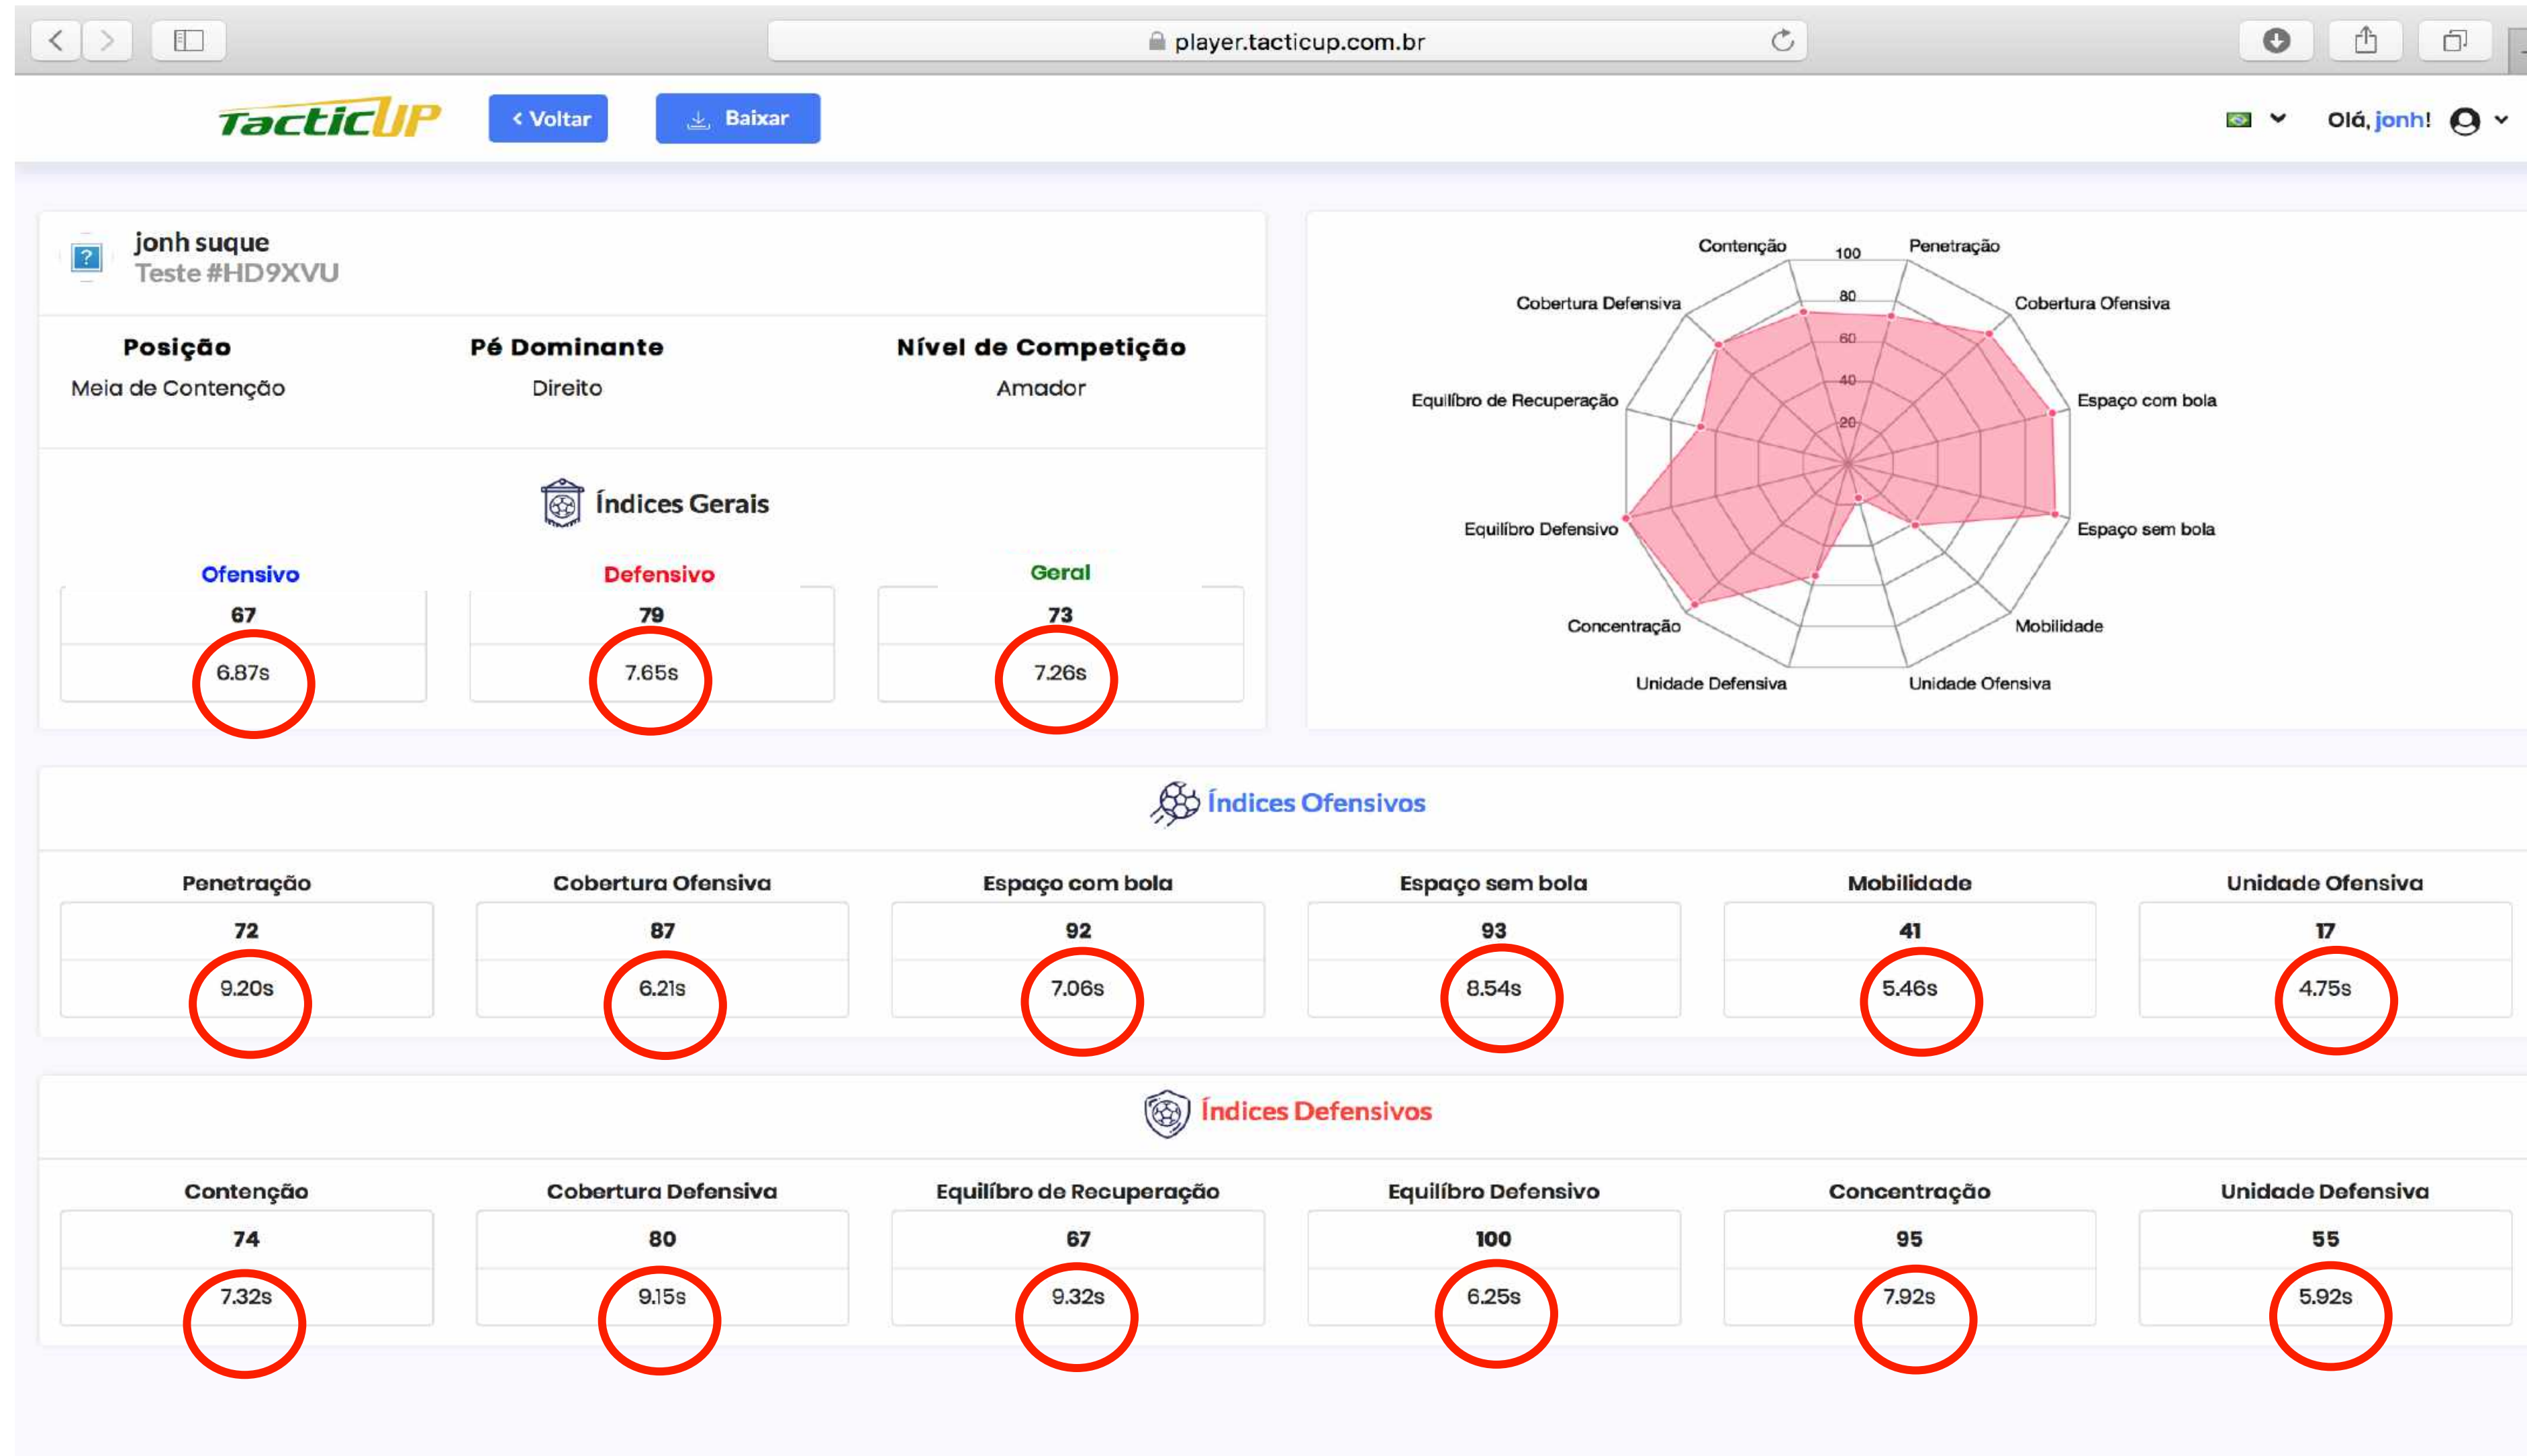 player.tacticup.com.br
TacticUP
< Voltar
Baixar
Olá, jonh!
jonh suque
Teste #HD9XVU
Posição Pé Dominante Nível de Competição
Meia de Contenção Direito Amador
Índices Gerais
Ofensivo Defensivo Geral
67 79 73
6.87s 7.65s 7.26s
Contenção
Penetração
Cobertura Defensiva
Cobertura Ofensiva
Equilíbro de Recuperação
Espaço com bola
Equilíbro Defensivo
Espaço sem bola
Concentração
Mobilidade
Unidade Defensiva
Unidade Ofensiva
100
80
60
40
20
Índices Ofensivos
Penetração Cobertura Ofensiva Espaço com bola Espaço sem bola Mobilidade Unidade Ofensiva
72 87 92 93 41 17
9.20s 6.21s 7.06s 8.54s 5.46s 4.75s
Índices Defensivos
Contenção Cobertura Defensiva Equilíbro de Recuperação Equilíbro Defensivo Concentração Unidade Defensiva
74 80 67 100 95 55
7.32s 9.15s 9.32s 6.25s 7.92s 5.92s